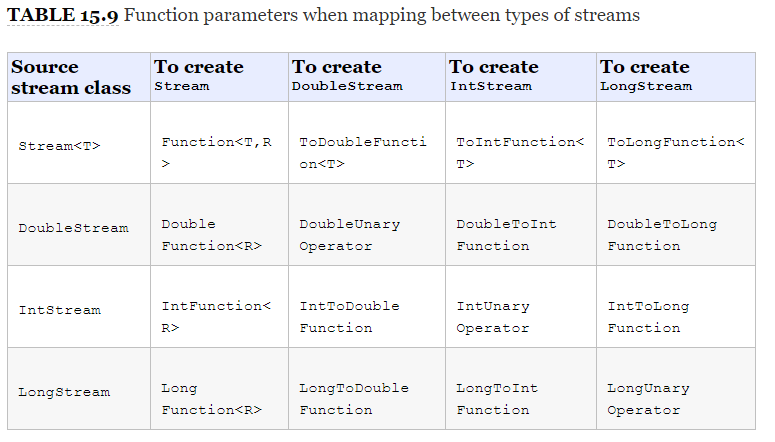 TABLE 15.9 Function parameters when mapping between types of streams
Source
stream class
To create
Stream
To create
DoubleStream
To create
IntStream
To create
LongStream
Stream<T>
Function<T,R
>
ToDoubleFuncti
on<T>
ToIntFunction<
T>
ToLongFunction<
T>
DoubleStream
Double
Function<R>
DoubleUnary
Operator
DoubleToInt
Function
DoubleToLong
Function
IntStream
IntFunction<
R>
IntToDouble
Function
IntUnary
Operator
IntToLong
Function
LongStream
Long
Function<R>
LongToDouble
Function
LongToInt
Function
LongUnary
Operator